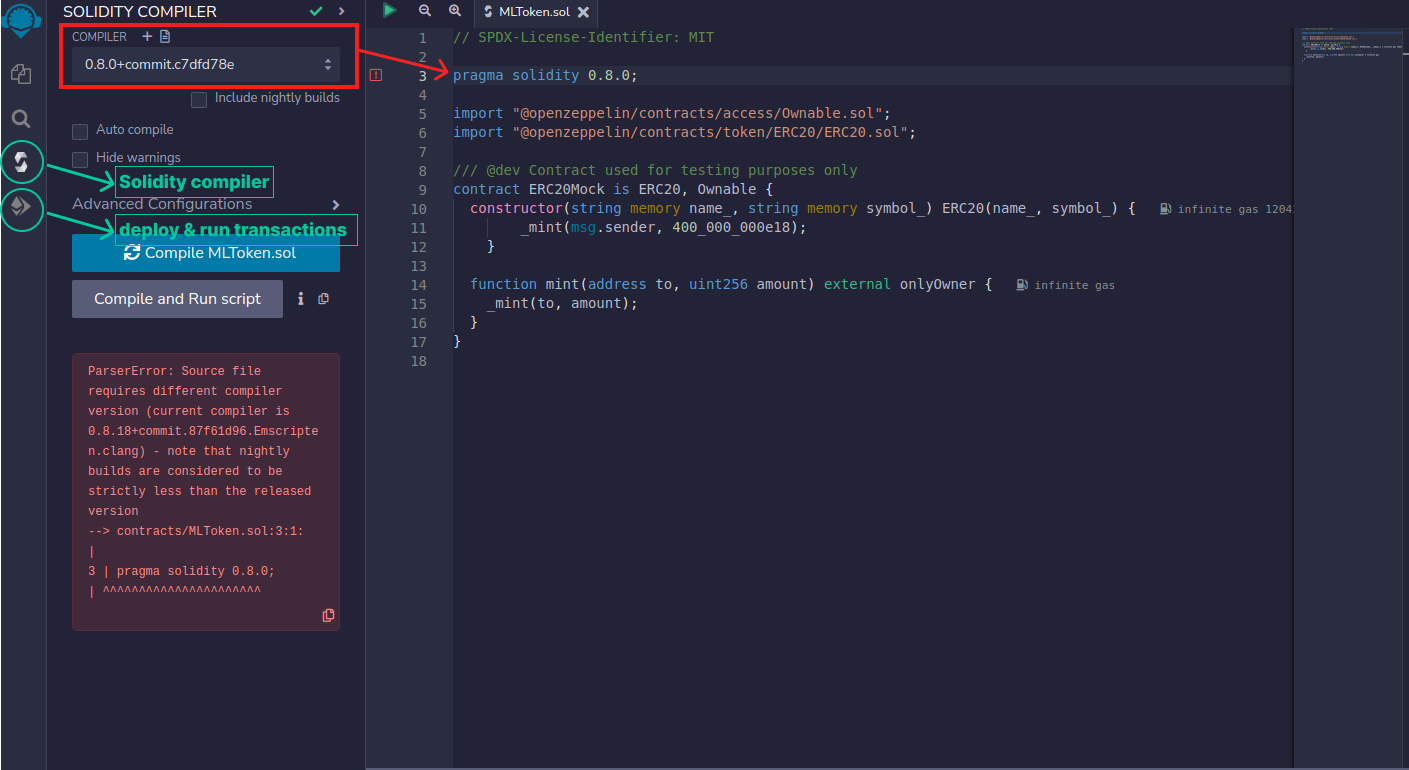 SOLIDITY COMPILER
COMPILER
0.8.0+commit.c7dfd78e
Include nightly builds
Auto compile
Hide warnings
Solidity compiler
Advanced Configurations
deploy & run transactions
Compile MLToken.sol
Compile and Run script
ParserError: Source file
requires different compiler
version (current compiler is
0.8.18+commit.87f61d96.Emscripte
n.clang) - note that nightly
builds are considered to be
strictly less than the released
version
--> contracts/MLToken.sol:3:1:
|
3 | pragma solidity 0.8.0;
| ^^^^^^^^^^^^^^^^^^^^^^
MLToken.sol
1 // SPDX-License-Identifier: MIT
2
3 pragma solidity 0.8.0;
4
5 import "@openzeppelin/contracts/access/Ownable.sol";
6 import "@openzeppelin/contracts/token/ERC20/ERC20.sol";
7
8 /// @dev Contract used for testing purposes only
9 contract ERC20Mock is ERC20, Ownable {
10 constructor(string memory name_, string memory symbol_) ERC20(name_, symbol_) { infinite gas 1204
11 _mint(msg.sender, 400_000_000e18);
12 }
13
14 function mint(address to, uint256 amount) external onlyOwner { infinite gas
15 _mint(to, amount);
16 }
17 }
18